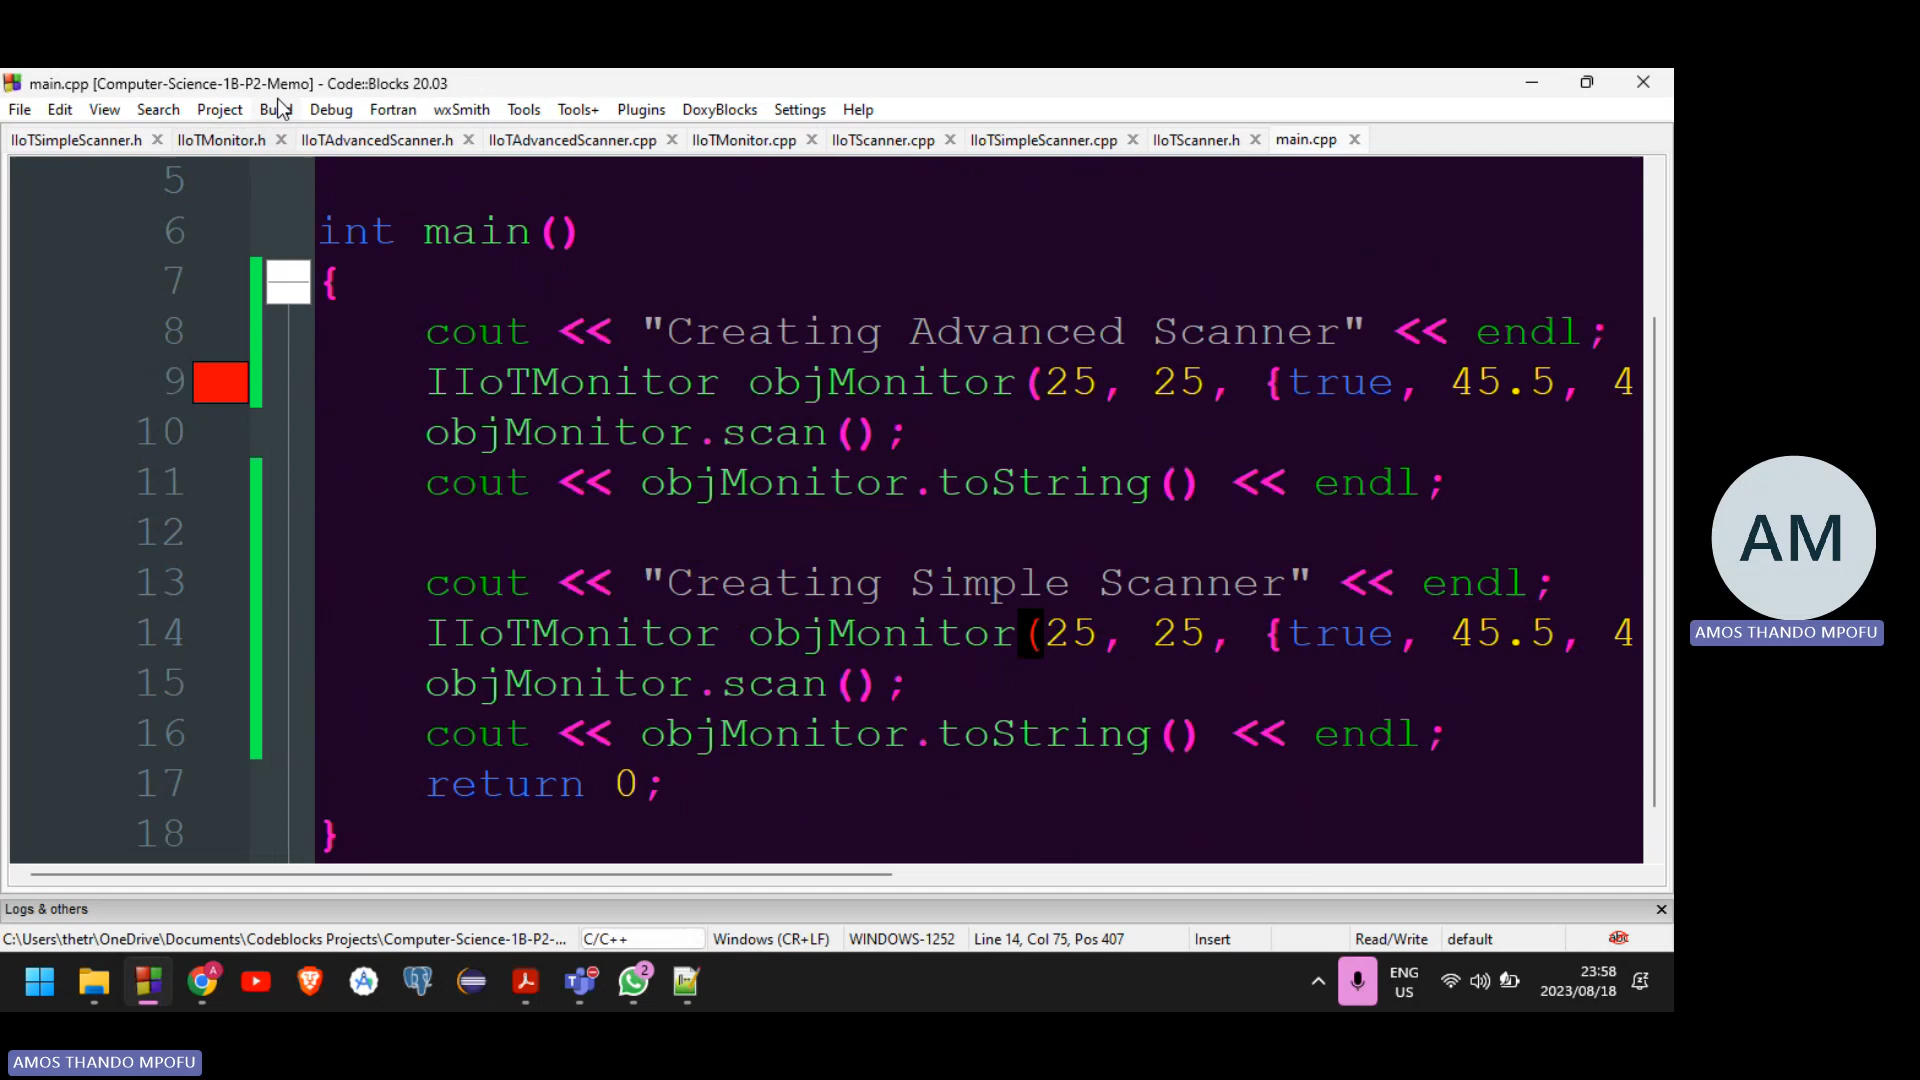 main.cpp [Computer-Science-1B-P2-Memo] - Code::Blocks 20.03
File Edit View Search Project Build Debug Fortran wxSmith Tools Tools+ Plugins DoxyBlocks Settings Help
IIoTSimpleScanner.h IIoTMonitor.h IIoTAdvancedScanner.h IIoTAdvancedScanner.cpp IIoTMonitor.cpp IIoTScanner.cpp IIoTSimpleScanner.cpp IIoTScanner.h main.cpp
5
6 int main()
7 {
8 cout << "Creating Advanced Scanner" << endl;
9 IIoTMonitor objMonitor(25, 25, {true, 45.5, 4
10 objMonitor.scan();
11 cout << objMonitor.toString() << endl;
12
13 cout << "Creating Simple Scanner" << endl;
14 IIoTMonitor objMonitor(25, 25, {true, 45.5, 4
15 objMonitor.scan();
16 cout << objMonitor.toString() << endl;
17 return 0;
18 }
AM
AMOS THANDO MPOFU
Logs & others
C:\Users\thetr\OneDrive\Documents\Codeblocks Projects\Computer-Science-1B-P2-... C/C++ Windows (CR+LF) WINDOWS-1252 Line 14, Col 75, Pos 407 Insert Read/Write default abc
A 2 ENG US 23:58 2023/08/18
AMOS THANDO MPOFU